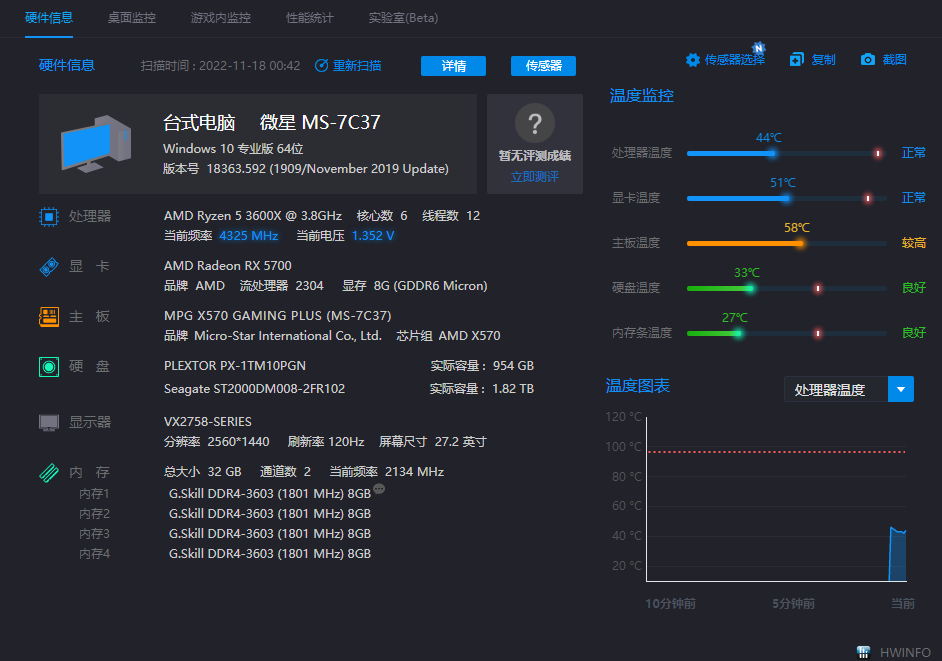 硬件信息 桌面监控 游戏内监控 性能统计 实验室(Beta)
硬件信息 扫描时间 : 2022-11-18 00:42 重新扫描 详情 传感器
传感器选择 N 复制 截图
台式电脑 微星 MS-7C37
Windows 10 专业版 64位
版本号 18363.592 (1909/November 2019 Update)
?
暂无评测成绩
立即测评
处理器 AMD Ryzen 5 3600X @ 3.8GHz 核心数 6 线程数 12
当前频率 4325 MHz 当前电压 1.352 V
显 卡 AMD Radeon RX 5700
品牌 AMD 流处理器 2304 显存 8G (GDDR6 Micron)
主 板 MPG X570 GAMING PLUS (MS-7C37)
品牌 Micro-Star International Co., Ltd. 芯片组 AMD X570
硬 盘 PLEXTOR PX-1TM10PGN 实际容量 : 954 GB
Seagate ST2000DM008-2FR102 实际容量 : 1.82 TB
显示器 VX2758-SERIES
分辨率 2560*1440 刷新率 120Hz 屏幕尺寸 27.2 英寸
内 存 总大小 32 GB 通道数 2 当前频率 2134 MHz
内存1 G.Skill DDR4-3603 (1801 MHz) 8GB
内存2 G.Skill DDR4-3603 (1801 MHz) 8GB
内存3 G.Skill DDR4-3603 (1801 MHz) 8GB
内存4 G.Skill DDR4-3603 (1801 MHz) 8GB
温度监控
44℃
处理器温度 正常
51℃
显卡温度 正常
58℃
主板温度 较高
33℃
硬盘温度 良好
27℃
内存条温度 良好
温度图表 处理器温度
120 ℃
100 ℃
80 ℃
60 ℃
40 ℃
20 ℃
10分钟前 5分钟前 当前
HWINFO